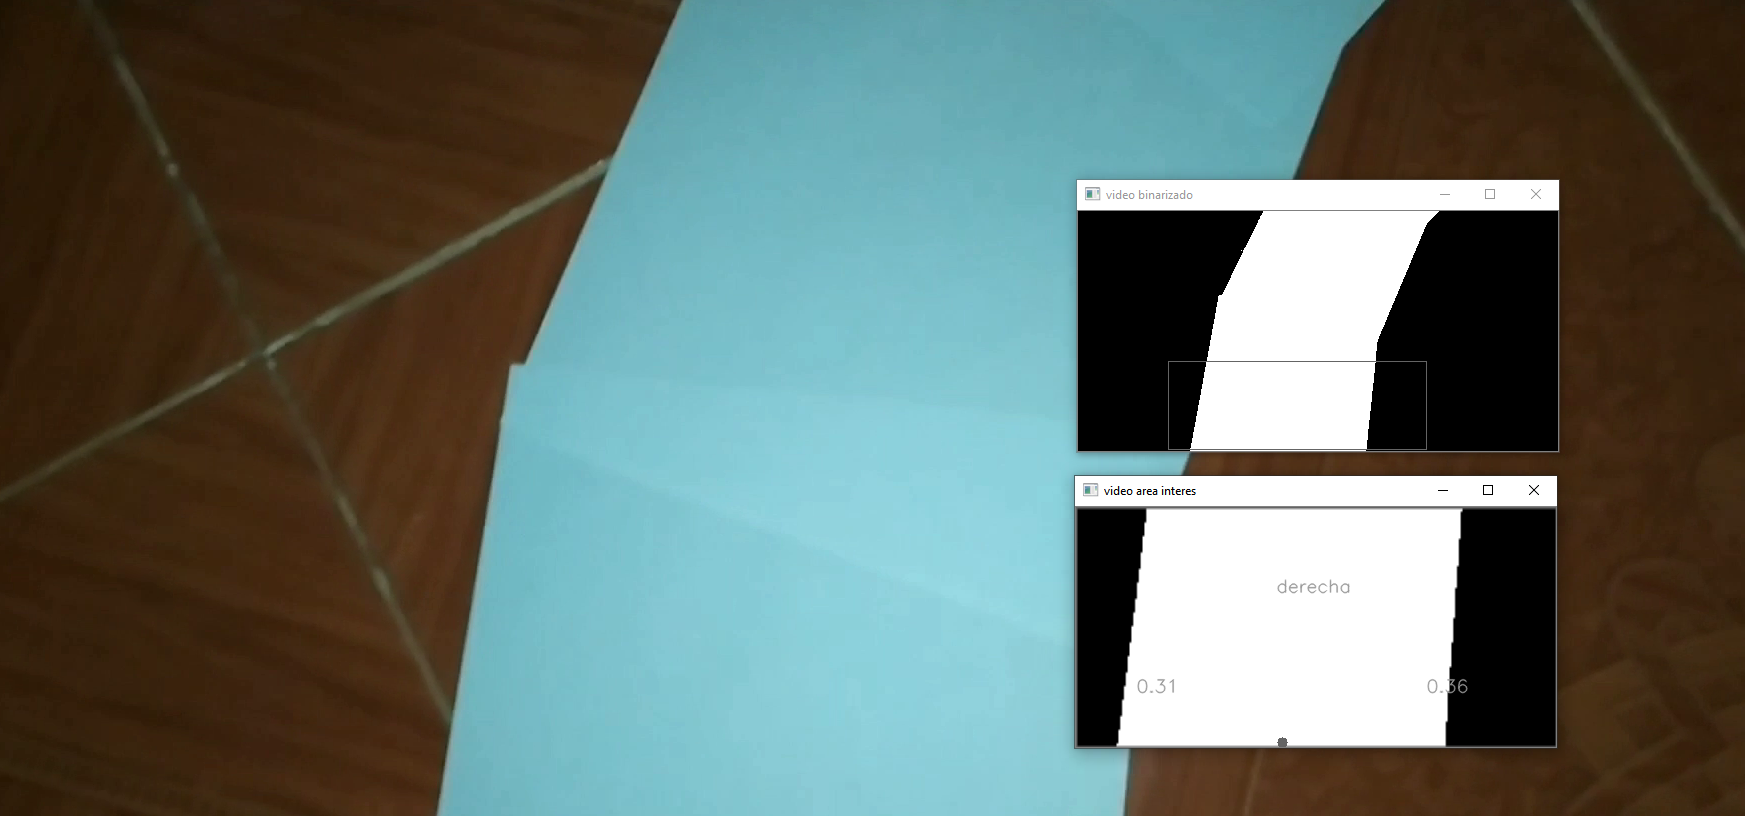 video binarizado
video area interes
derecha
0.31
0.36